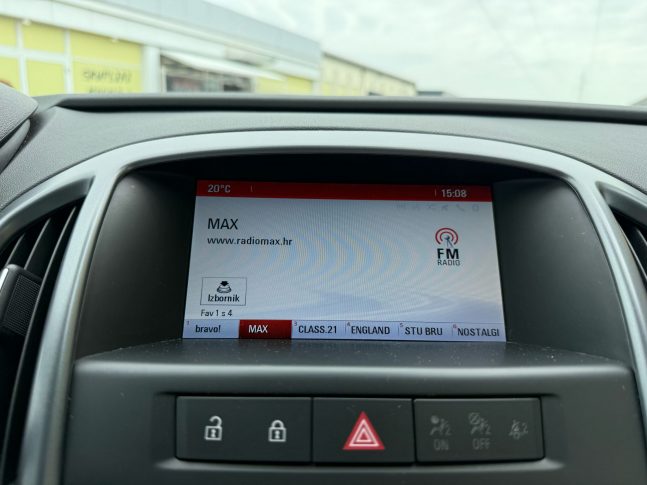 20°C
15:08
MAX
www.radiomax.hr
FM
RADIO
Izbornik
Fav 1 s 4
1 bravo!
MAX
3 CLASS.21
4 ENGLAND
5 STU BRU
6 NOSTALGI
2
ON
2
OFF